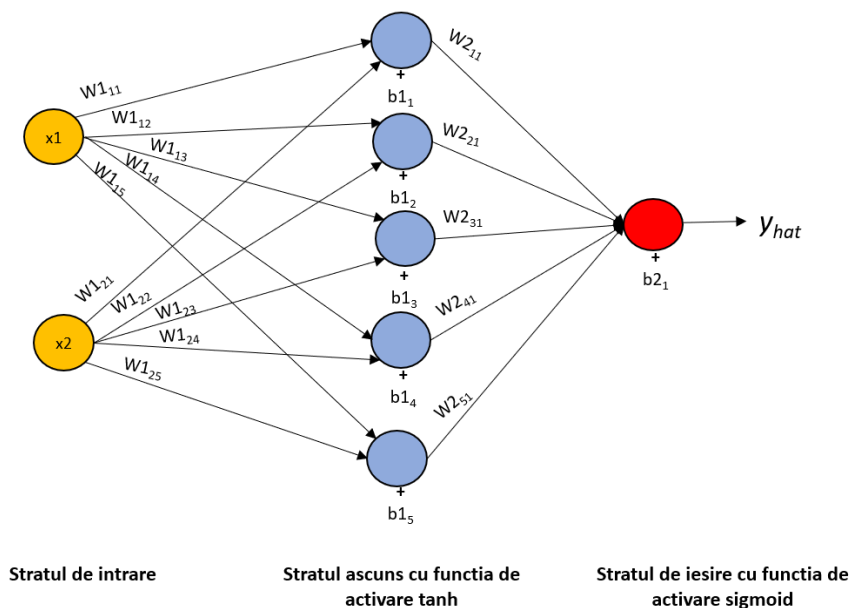 W2₁₁
W1₁₁
b1₁
+
x1
W1₁₂
W1₁₃
W1₁₄
W1₁₅
W2₂₁
+
b1₂
W2₃₁
y_hat
+
b2₁
W1₂₁
W1₂₂
W1₂₃
W1₂₄
W1₂₅
x2
+
b1₃
W2₄₁
+
b1₄
W2₅₁
+
b1₅
Stratul de intrare
Stratul ascuns cu functia de
activare tanh
Stratul de iesire cu functia de
activare sigmoid